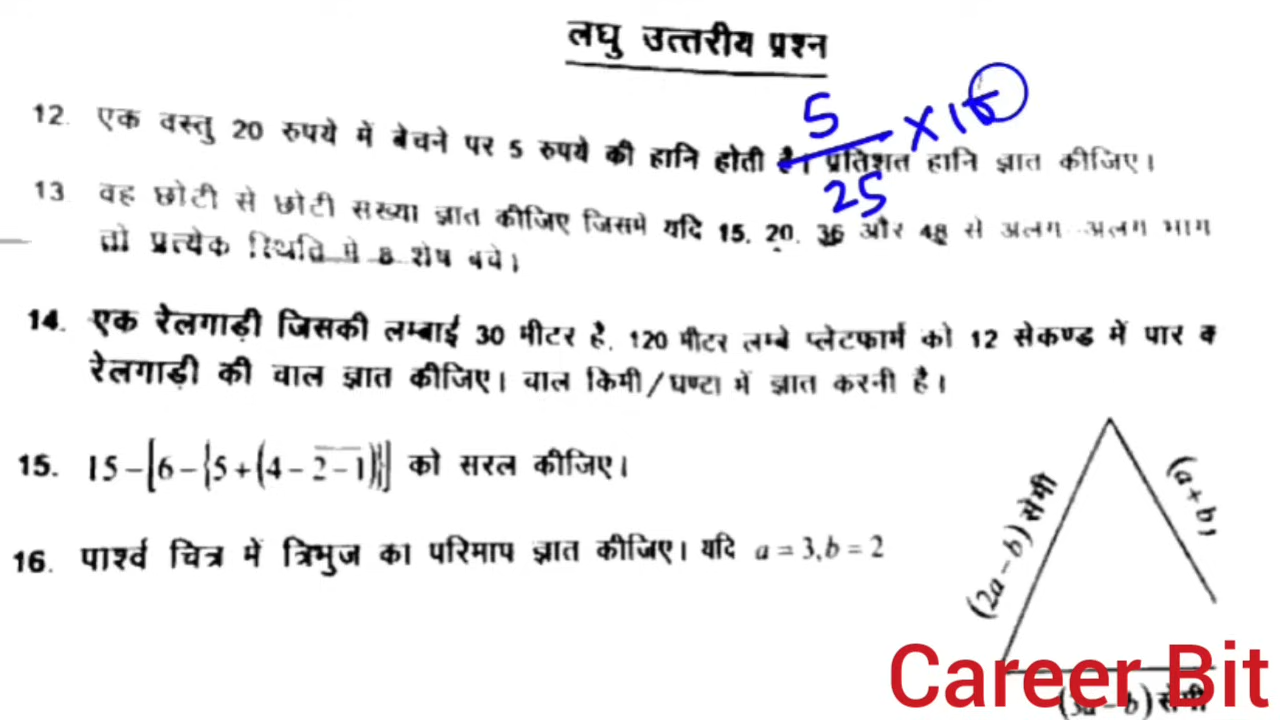 लघु उत्तरीय प्रश्न
12. एक वस्तु 20 रुपये में बेचने पर 5 रुपये की हानि होती है। प्रतिशत हानि ज्ञात कीजिए।
5
25
× 10
13. वह छोटी से छोटी सख्या ज्ञात कीजिए जिसमे यदि 15, 20, 36 और 48 से अलग अलग भाग
तो प्रत्येक स्थिति मे 8 शेष बचे।
14. एक रेलगाड़ी जिसकी लम्बाई 30 मीटर है, 120 मीटर लम्बे प्लेटफार्म को 12 सेकण्ड में पार क
रेलगाड़ी की चाल ज्ञात कीजिए। चाल किमी/घण्टा में ज्ञात करनी है।
15. 15-[6-{5+(4-2-1)}] को सरल कीजिए।
16. पार्श्व चित्र में त्रिभुज का परिमाप ज्ञात कीजिए। यदि a = 3, b = 2
(2a - b) सेमी
(a + b)
(3a - b) सेमी
Career Bit